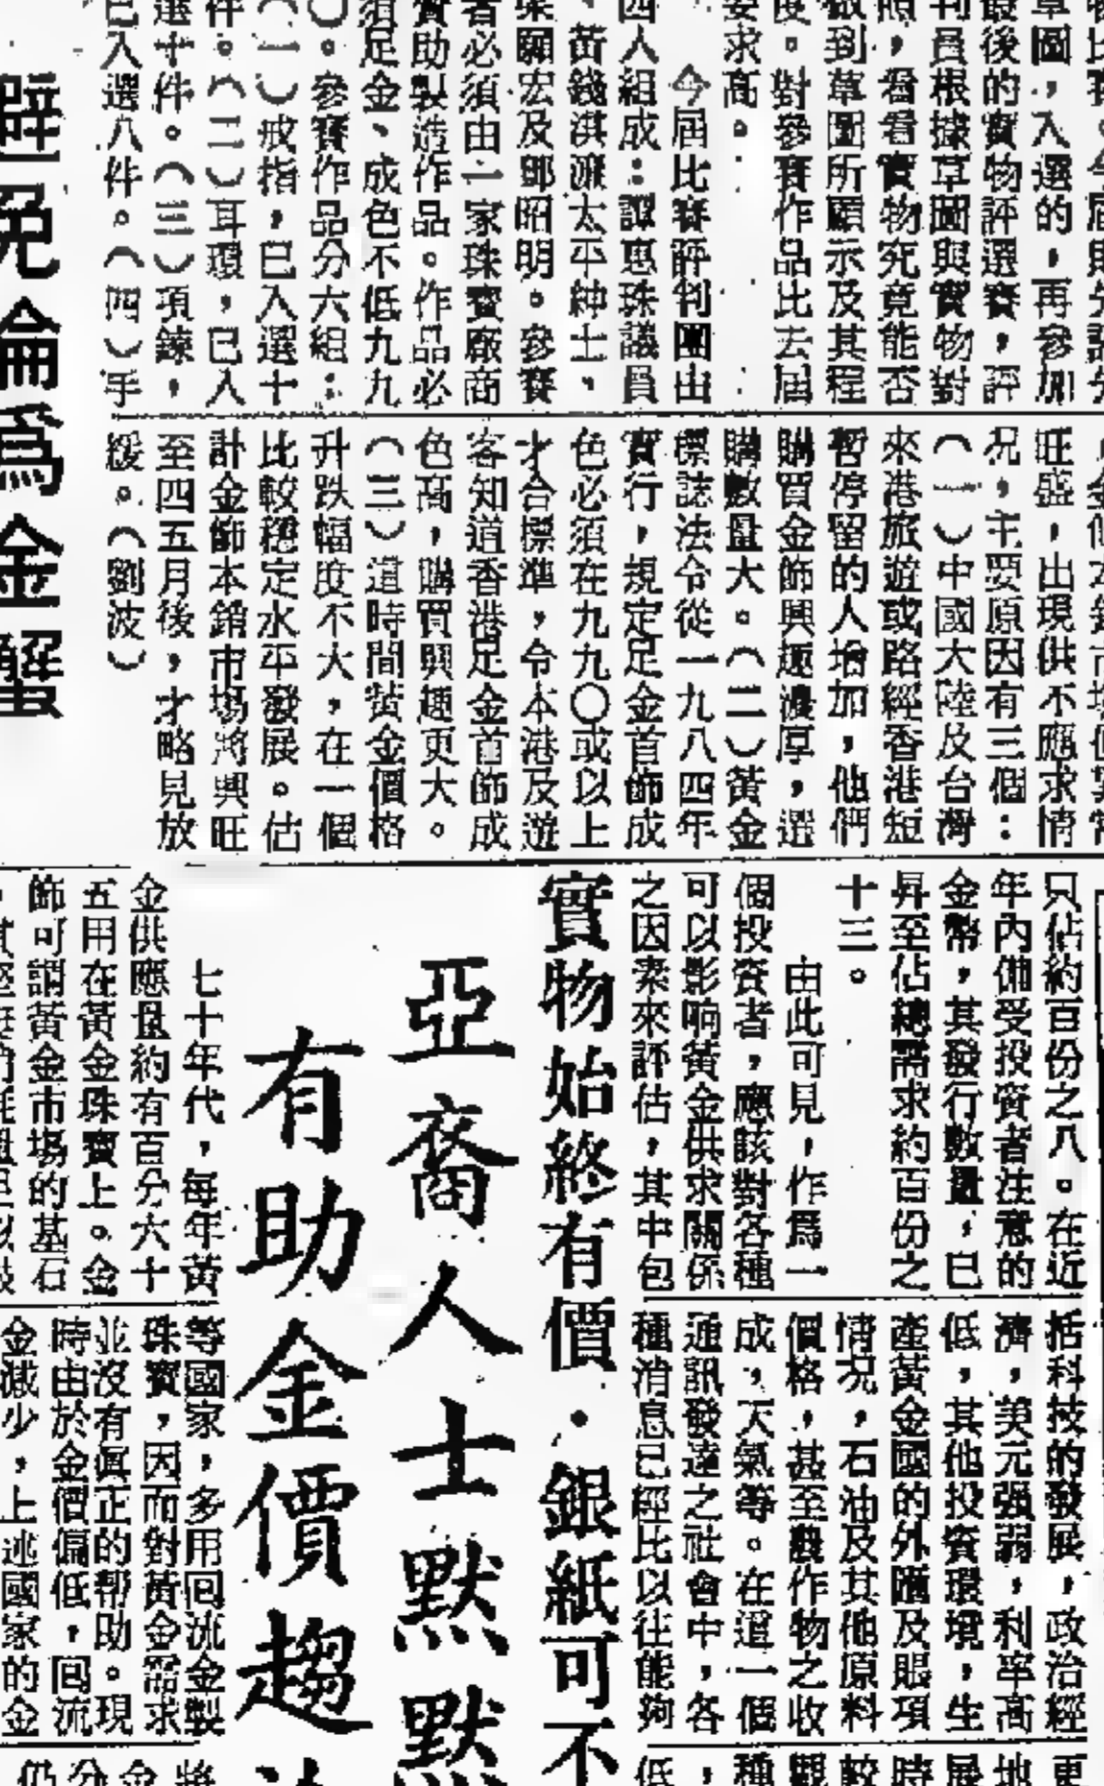 草圖，入選的，再參加
最後的實物評選賽，評
判員根據草圖與實物對
照，看看實物究竟能否
做到草圖所顯示及其程
度。對參賽作品比去屆
要求高。
今屆比賽評判團由
四人組成：譚惠珠議員
、黃錢淇濂太平紳士、
梁願宏及鄧昭明。參賽
者必須由一家珠寶廠商
贊助製造作品。作品必
須足金、成色不低九九
〇。參賽作品分六組：
（一）戒指，已入選十
件。（二）耳環，已入
選十件。（三）項鍊，
已入選八件。（四）手
避免淪爲金蟹
旺盛，出現供不應求情
况，主要原因有三個：
（一）中國大陸及台灣
來港旅遊或路經香港短
暫停留的人增加，他們
購買金飾興趣濃厚，選
購數量大。（二）黃金
標誌法令從一九八四年
實行，規定足金首飾成
色必須在九九〇或以上
才合標準，令本港及遊
客知道香港足金首飾成
色高，購買興趣更大。
（三）這時間黃金價格
升跌幅度不大，在一個
比較穩定水平發展。估
計金飾本銷市場將興旺
至四五月後，才略見放
緩。（劉波）
只佔約百份之八。在近
年內備受投資者注意的
金幣，其發行數量，已
昇至佔總需求約百份之
十三。
由此可見，作爲一
個投資者，應該對各種
可以影响黃金供求關係
之因素來評估，其中包
括科技的發展，政治經
濟，美元强弱，利率高
低，其他投資環境，生
產黃金國的外匯及賬項
情况，石油及其他原料
價格，甚至農作物之收
成，天氣等。在這一個
通訊發達之社會中，各
種消息已經比以往能夠
實物始終有價．銀紙可不
亞裔人士默默
有助金價趨
七十年代，每年黃
金供應量約有百分六十
五用在黃金珠寶上。金
飾可謂黃金市場的基石
等國家，多用回流金製
珠寶，因而對黃金需求
並沒有眞正的帮助。現
時由於金價偏低，回流
金減少，上述國家的金